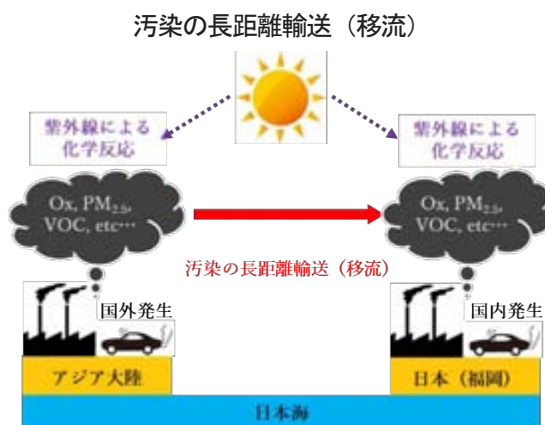 汚染の長距離輸送（移流）
紫外線による
化学反応
紫外線による
化学反応
Ox, PM2.5,
VOC, etc…
Ox, PM2.5,
VOC, etc…
汚染の長距離輸送（移流）
国外発生
国内発生
アジア大陸
日本（福岡）
日本海